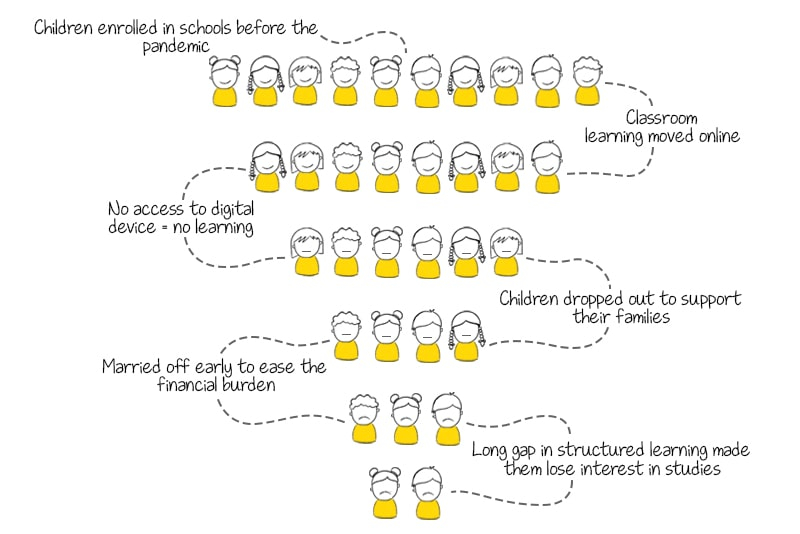 Children enrolled in schools before the
pandemic
Classroom
learning moved online
No access to digital
device = no learning
Children dropped out to support
their families
Married off early to ease the
financial burden
Long gap in structured learning made
them lose interest in studies